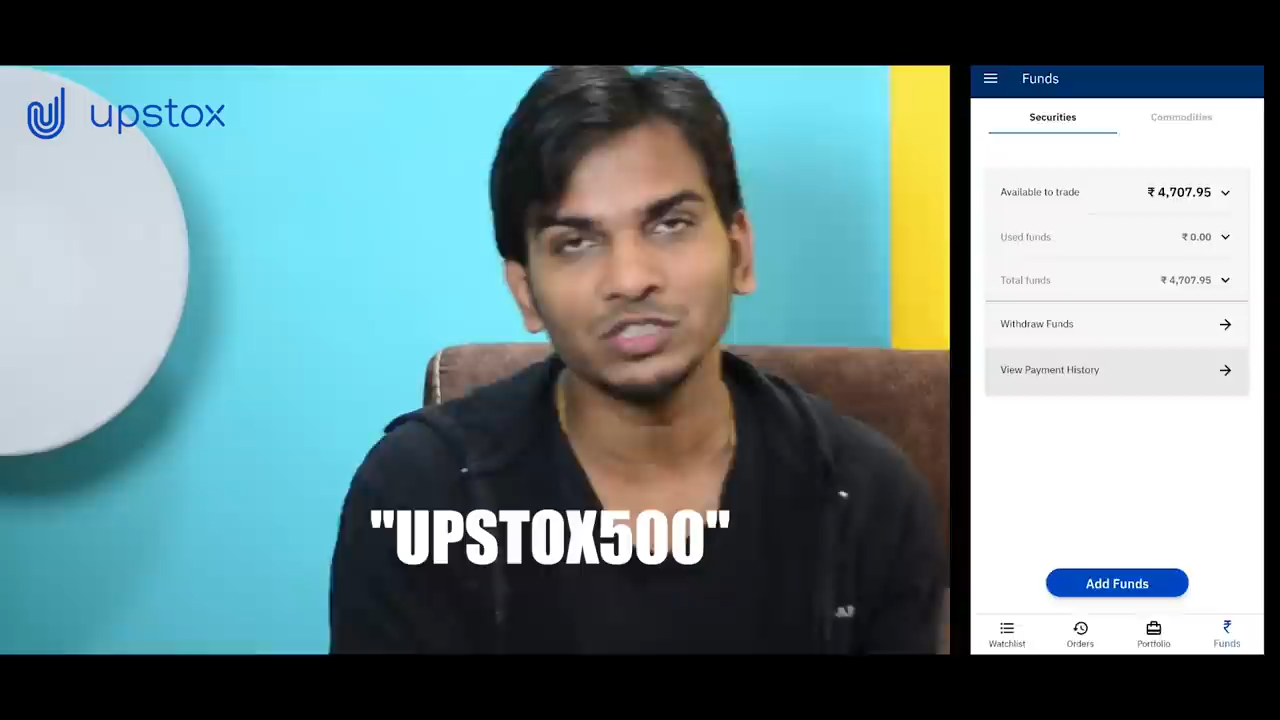 upstox
"UPSTOX500"
Funds
Securities
Commodities
Available to trade
₹ 4,707.95
Used funds
₹ 0.00
Total funds
₹ 4,707.95
Withdraw Funds
View Payment History
Add Funds
Watchlist
Orders
Portfolio
Funds